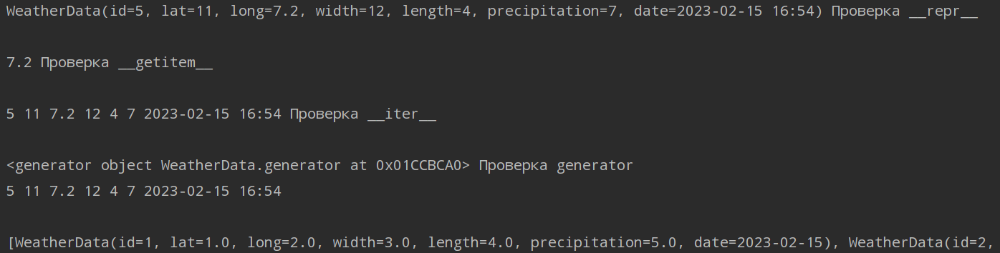 WeatherData(id=5, lat=11, long=7.2, width=12, length=4, precipitation=7, date=2023-02-15 16:54) Проверка __repr__
7.2 Проверка __getitem__
5 11 7.2 12 4 7 2023-02-15 16:54 Проверка __iter__
<generator object WeatherData.generator at 0x01CCBCA0> Проверка generator
5 11 7.2 12 4 7 2023-02-15 16:54
[WeatherData(id=1, lat=1.0, long=2.0, width=3.0, length=4.0, precipitation=5.0, date=2023-02-15), WeatherData(id=2,